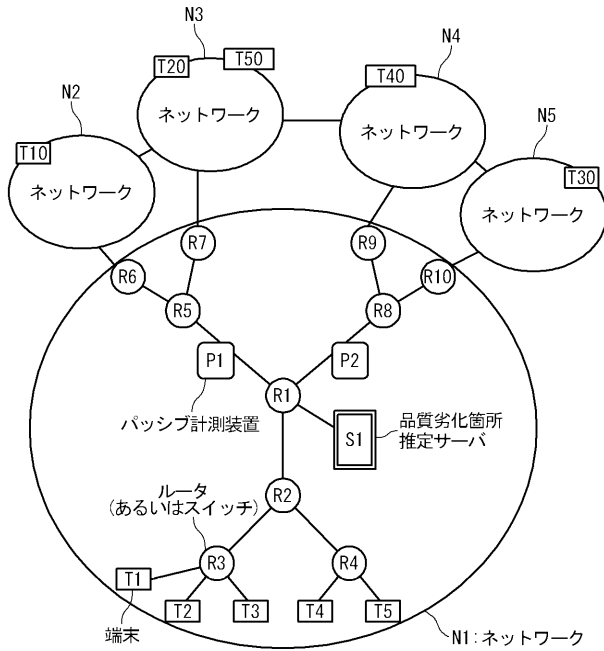 N3
N4
T20
T50
T40
N2
N5
ネットワーク
ネットワーク
T10
T30
ネットワーク
ネットワーク
R7
R9
R6
R10
R5
R8
P1
P2
R1
パッシブ計測装置
S1
品質劣化箇所
推定サーバ
ルータ
(あるいはスイッチ)
R2
R3
R4
T1
T2
T3
T4
T5
端末
N1:ネットワーク